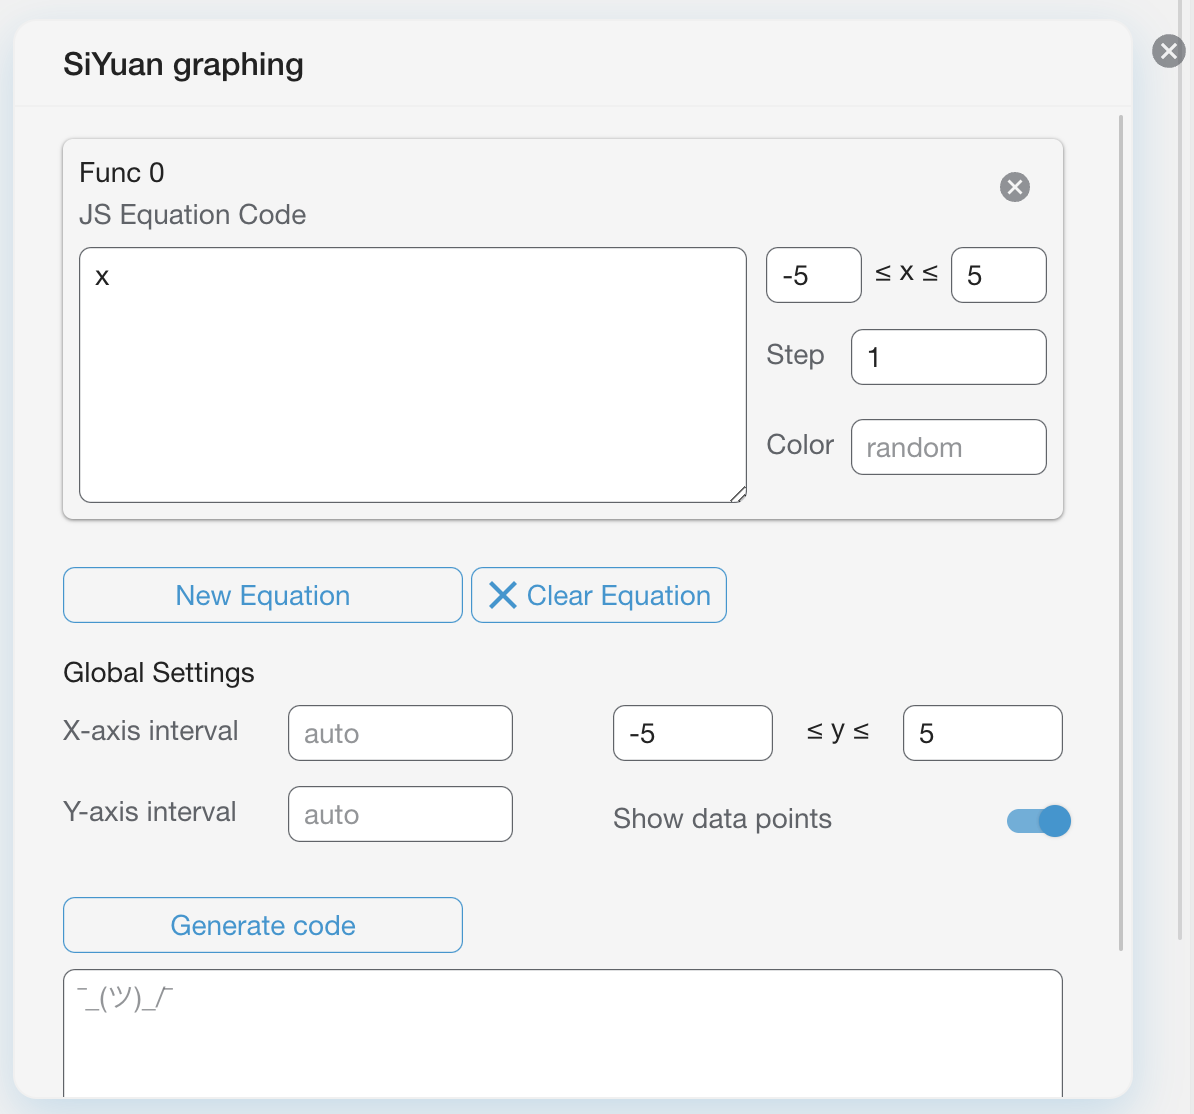 SiYuan graphing
Func 0
JS Equation Code
x
-5 ≤ x ≤ 5
Step 1
Color random
New Equation Clear Equation
Global Settings
X-axis interval auto -5 ≤ y ≤ 5
Y-axis interval auto Show data points
Generate code
¯_(ツ)_/¯